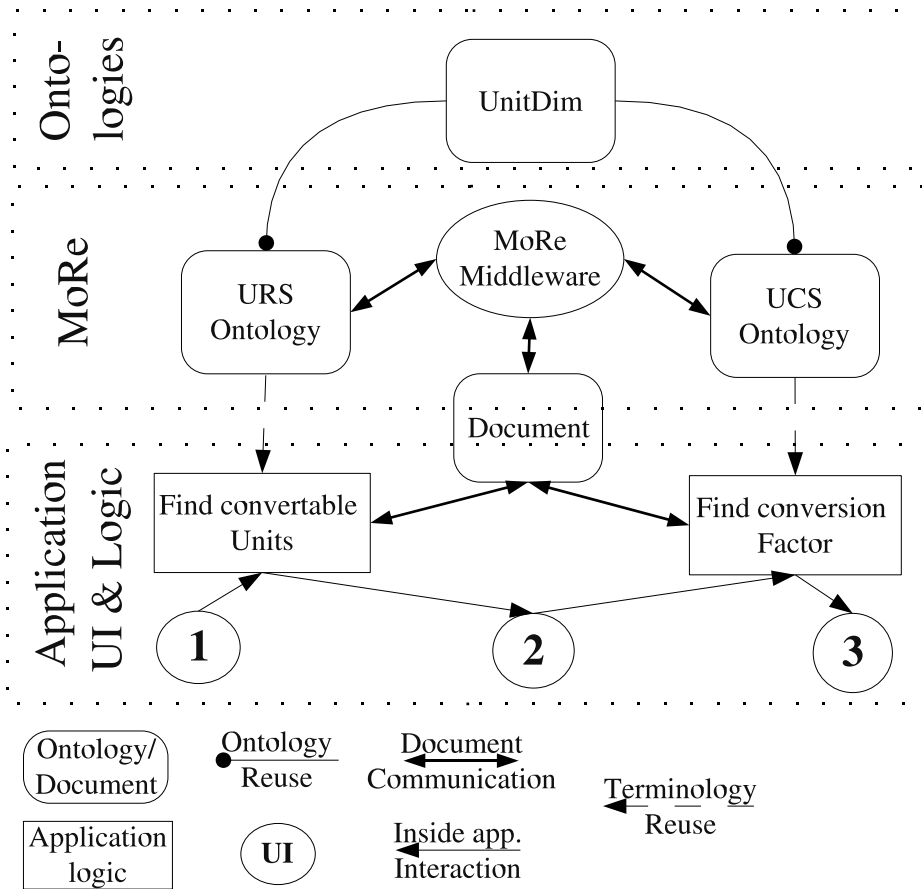 Onto-
logies
UnitDim
MoRe
MoRe
Middleware
URS
Ontology
UCS
Ontology
Document
Application
UI & Logic
Find convertable
Units
Find conversion
Factor
1
2
3
Ontology/
Document
Ontology
Reuse
Document
Communication
Terminology
Reuse
Application
logic
UI
Inside app.
Interaction